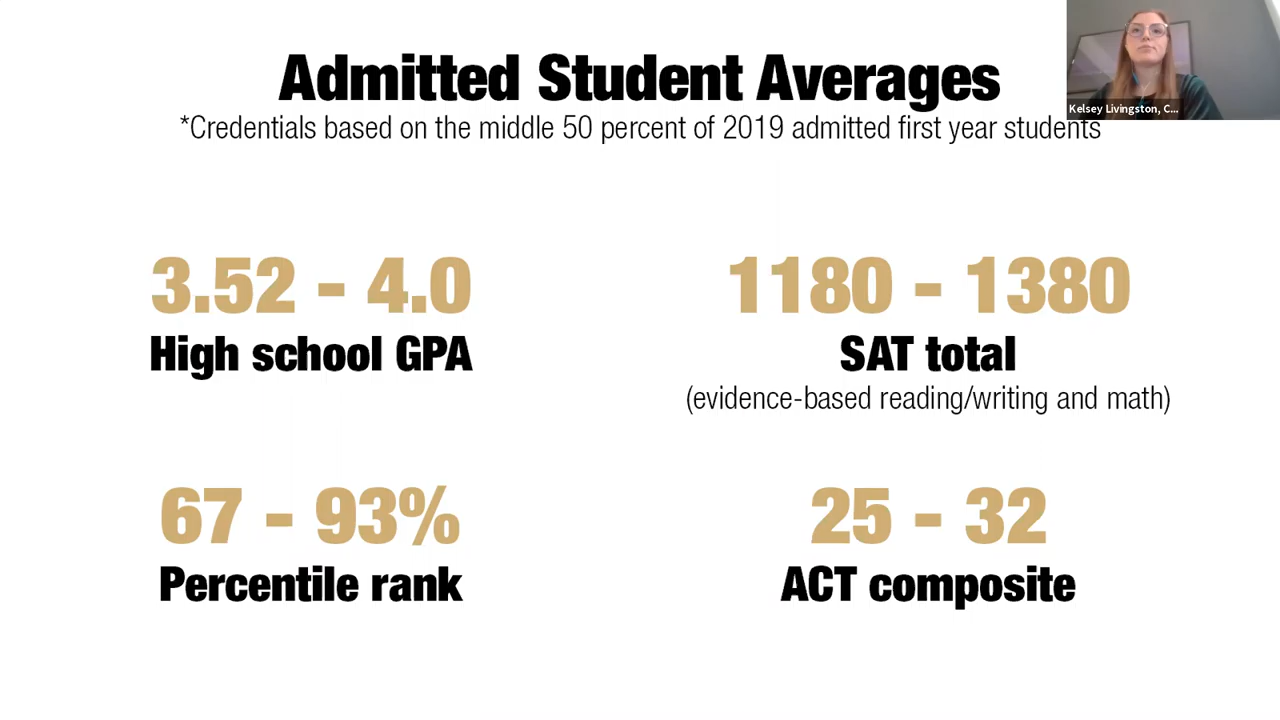 Admitted Student Averages
*Credentials based on the middle 50 percent of 2019 admitted first year students
Kelsey Livingston, C...
3.52 - 4.0
High school GPA
1180 - 1380
SAT total
(evidence-based reading/writing and math)
67 - 93%
Percentile rank
25 - 32
ACT composite